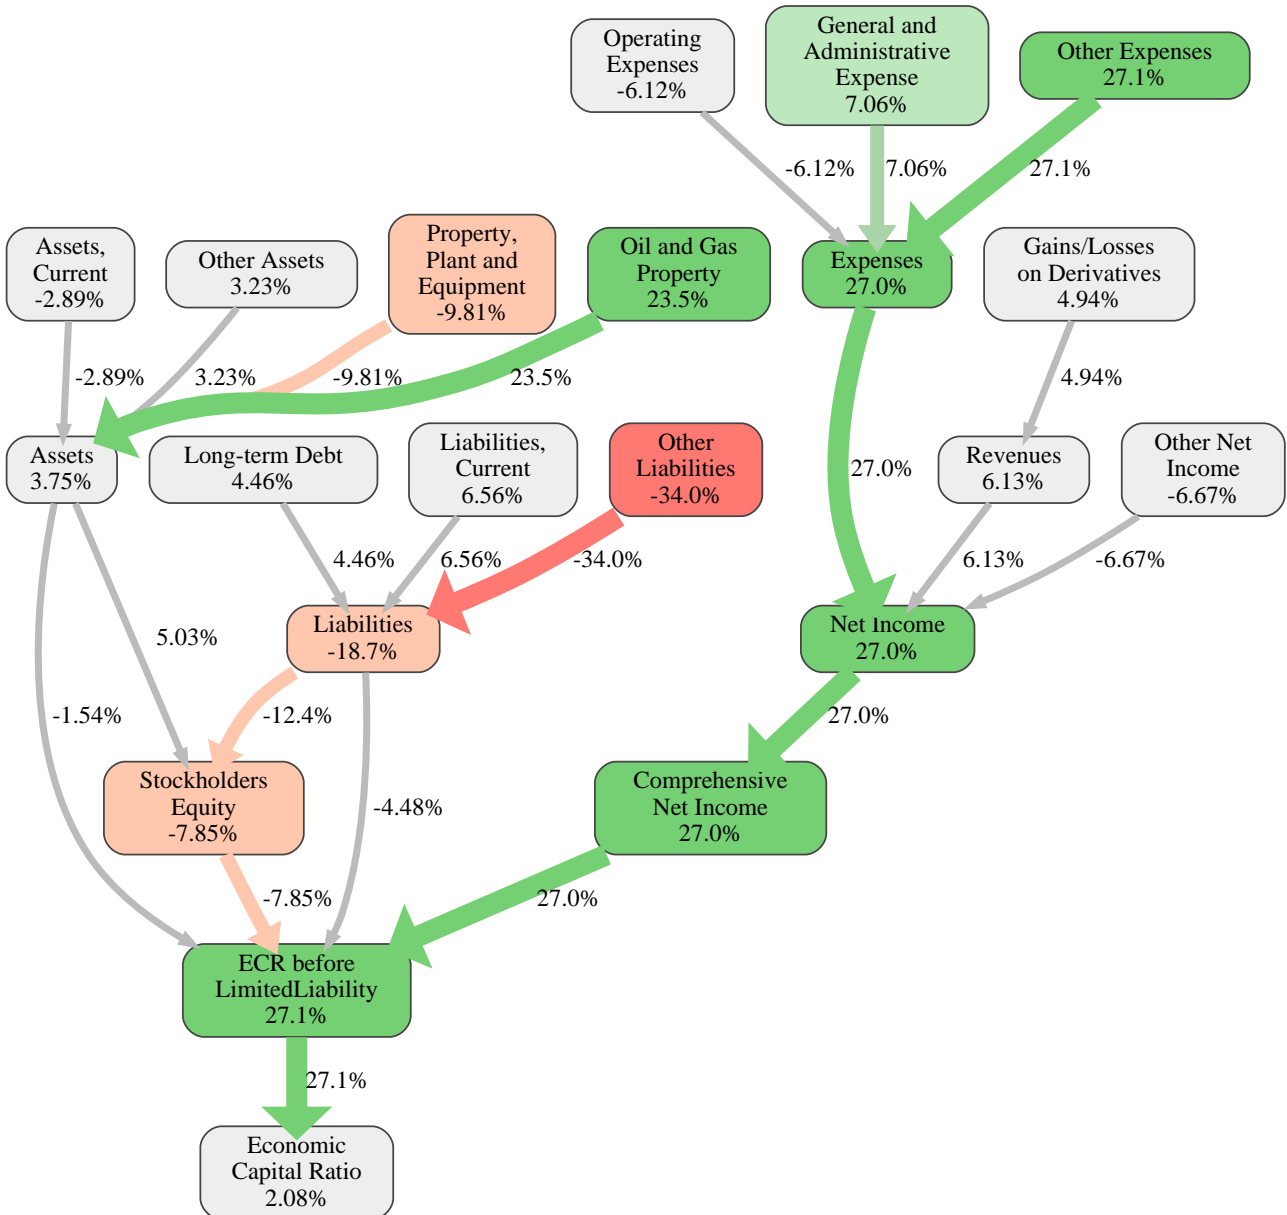 Operating
Expenses
-6.12%
General and
Administrative
Expense
7.06%
Other Expenses
27.1%
-6.12%
7.06%
27.1%
Assets,
Current
-2.89%
Other Assets
3.23%
Property,
Plant and
Equipment
-9.81%
Oil and Gas
Property
23.5%
Expenses
27.0%
Gains/Losses
on Derivatives
4.94%
-2.89%
3.23%
-9.81%
23.5%
4.94%
Assets
3.75%
Long-term Debt
4.46%
Liabilities,
Current
6.56%
Other
Liabilities
-34.0%
27.0%
Revenues
6.13%
Other Net
Income
-6.67%
4.46%
6.56%
-34.0%
6.13%
-6.67%
Liabilities
-18.7%
Net Income
27.0%
5.03%
-1.54%
-12.4%
27.0%
Stockholders
Equity
-7.85%
-4.48%
Comprehensive
Net Income
27.0%
-7.85%
27.0%
ECR before
LimitedLiability
27.1%
27.1%
Economic
Capital Ratio
2.08%